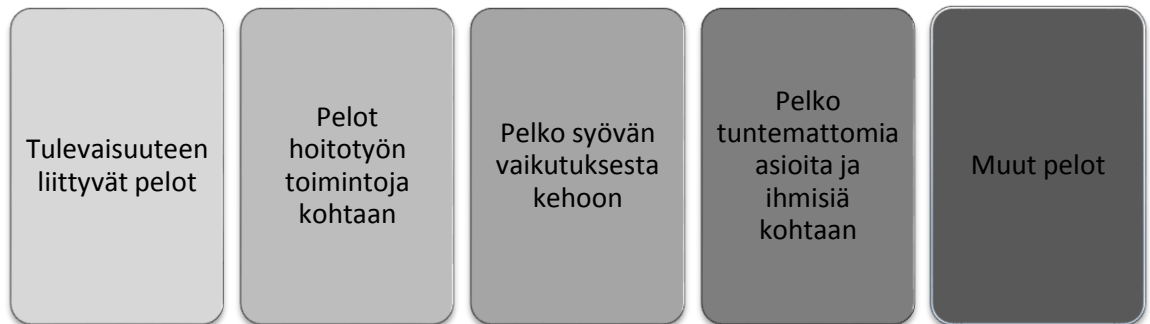 Tulevaisuuteen
liittyvät pelot
Pelot
hoitotyön
toimintoja
kohtaan
Pelko syövän
vaikutuksesta
kehoon
Pelko
tuntemattomia
asioita ja
ihmisiä
kohtaan
Muut pelot